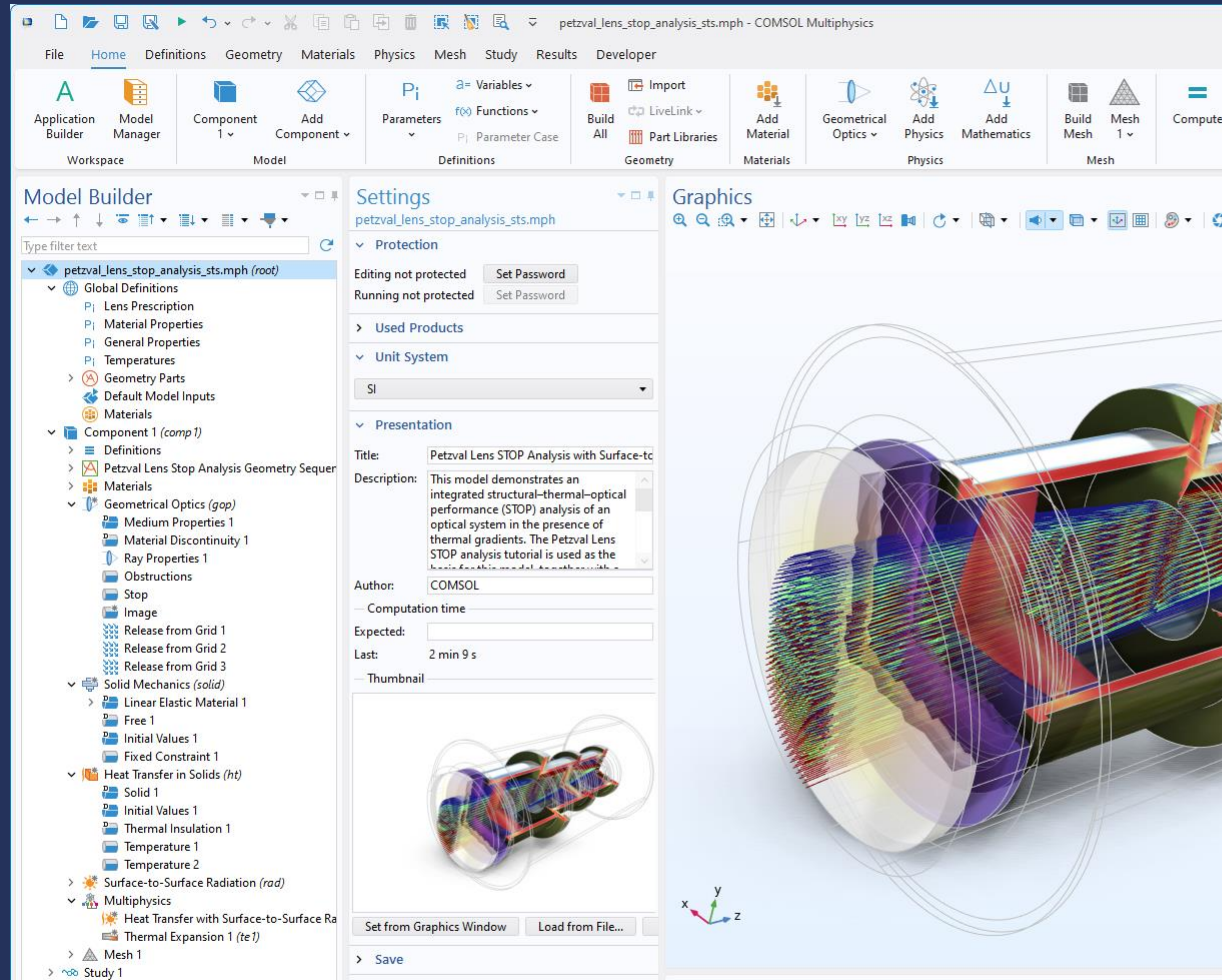 petzval_lens_stop_analysis_sts.mph - COMSOL Multiphysics
File Home Definitions Geometry Materials Physics Mesh Study Results Developer
Application Builder
Model Manager
Workspace
Component 1
Add Component
Model
Parameters
a= Variables
f(x) Functions
Pi Parameter Case
Definitions
Build All
Import
LiveLink
Part Libraries
Geometry
Add Material
Materials
Geometrical Optics
Add Physics
Add Mathematics
Physics
Build Mesh
Mesh 1
Mesh
Compute
Model Builder
Type filter text
petzval_lens_stop_analysis_sts.mph (root)
Global Definitions
Pi Lens Prescription
Pi Material Properties
Pi General Properties
Pi Temperatures
Geometry Parts
Default Model Inputs
Materials
Component 1 (comp1)
Definitions
Petzval Lens Stop Analysis Geometry Sequer
Materials
Geometrical Optics (gop)
Medium Properties 1
Material Discontinuity 1
Ray Properties 1
Obstructions
Stop
Image
Release from Grid 1
Release from Grid 2
Release from Grid 3
Solid Mechanics (solid)
Linear Elastic Material 1
Free 1
Initial Values 1
Fixed Constraint 1
Heat Transfer in Solids (ht)
Solid 1
Initial Values 1
Thermal Insulation 1
Temperature 1
Temperature 2
Surface-to-Surface Radiation (rad)
Multiphysics
Heat Transfer with Surface-to-Surface Ra
Thermal Expansion 1 (te1)
Mesh 1
Study 1
Settings
petzval_lens_stop_analysis_sts.mph
Protection
Editing not protected Set Password
Running not protected Set Password
Used Products
Unit System
SI
Presentation
Title: Petzval Lens STOP Analysis with Surface-to
Description: This model demonstrates an
integrated structural–thermal–optical
performance (STOP) analysis of an
optical system in the presence of
thermal gradients. The Petzval Lens
STOP analysis tutorial is used as the
Author: COMSOL
Computation time
Expected:
Last: 2 min 9 s
Thumbnail
Set from Graphics Window Load from File...
Save
Graphics
xy yz xz
y
x
z